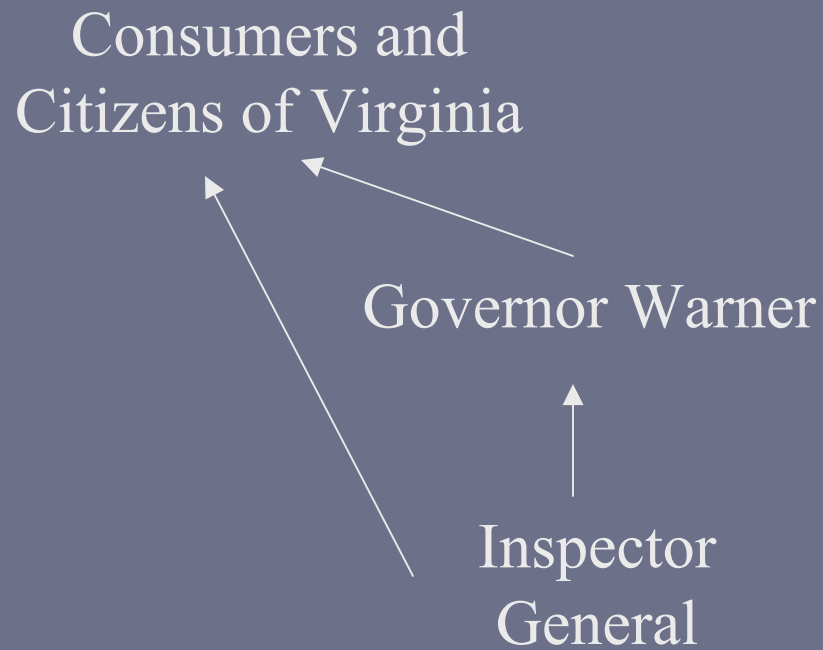 Consumers and
Citizens of Virginia
Governor Warner
Inspector
General